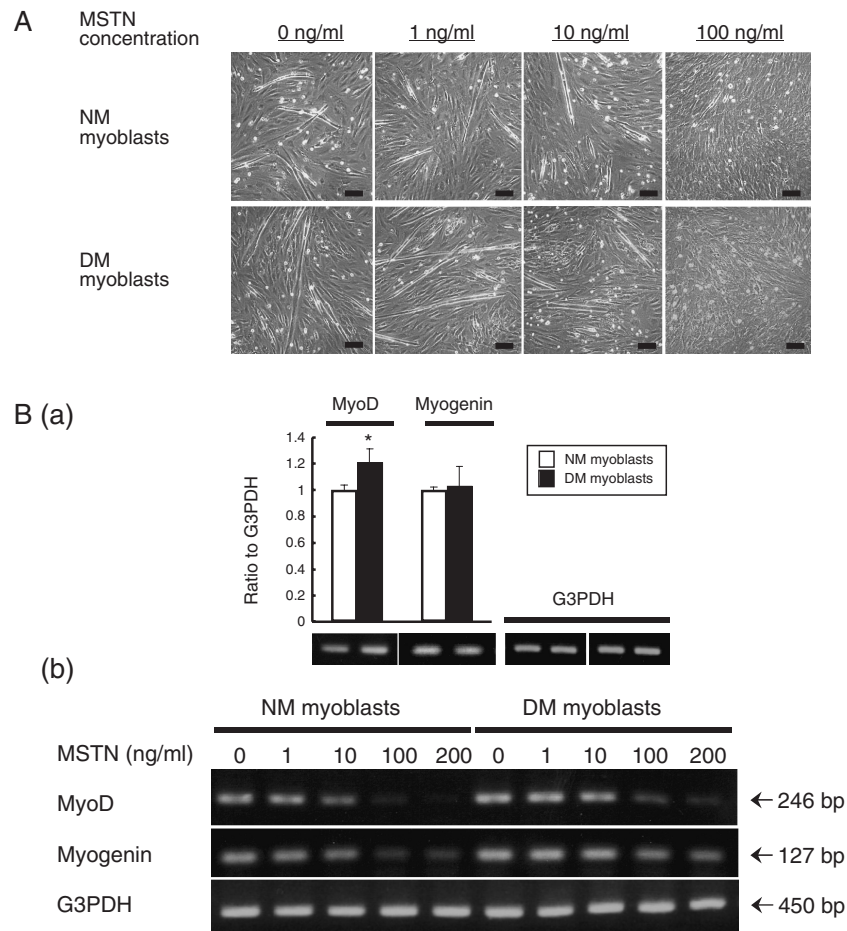 A
MSTN concentration
0 ng/ml 1 ng/ml 10 ng/ml 100 ng/ml
NM myoblasts
DM myoblasts
B (a)
MyoD Myogenin
Ratio to G3PDH
1.4
1.2
1
0.8
0.6
0.4
0.2
0
*
NM myoblasts
DM myoblasts
G3PDH
(b)
NM myoblasts DM myoblasts
MSTN (ng/ml) 0 1 10 100 200 0 1 10 100 200
MyoD ← 246 bp
Myogenin ← 127 bp
G3PDH ← 450 bp